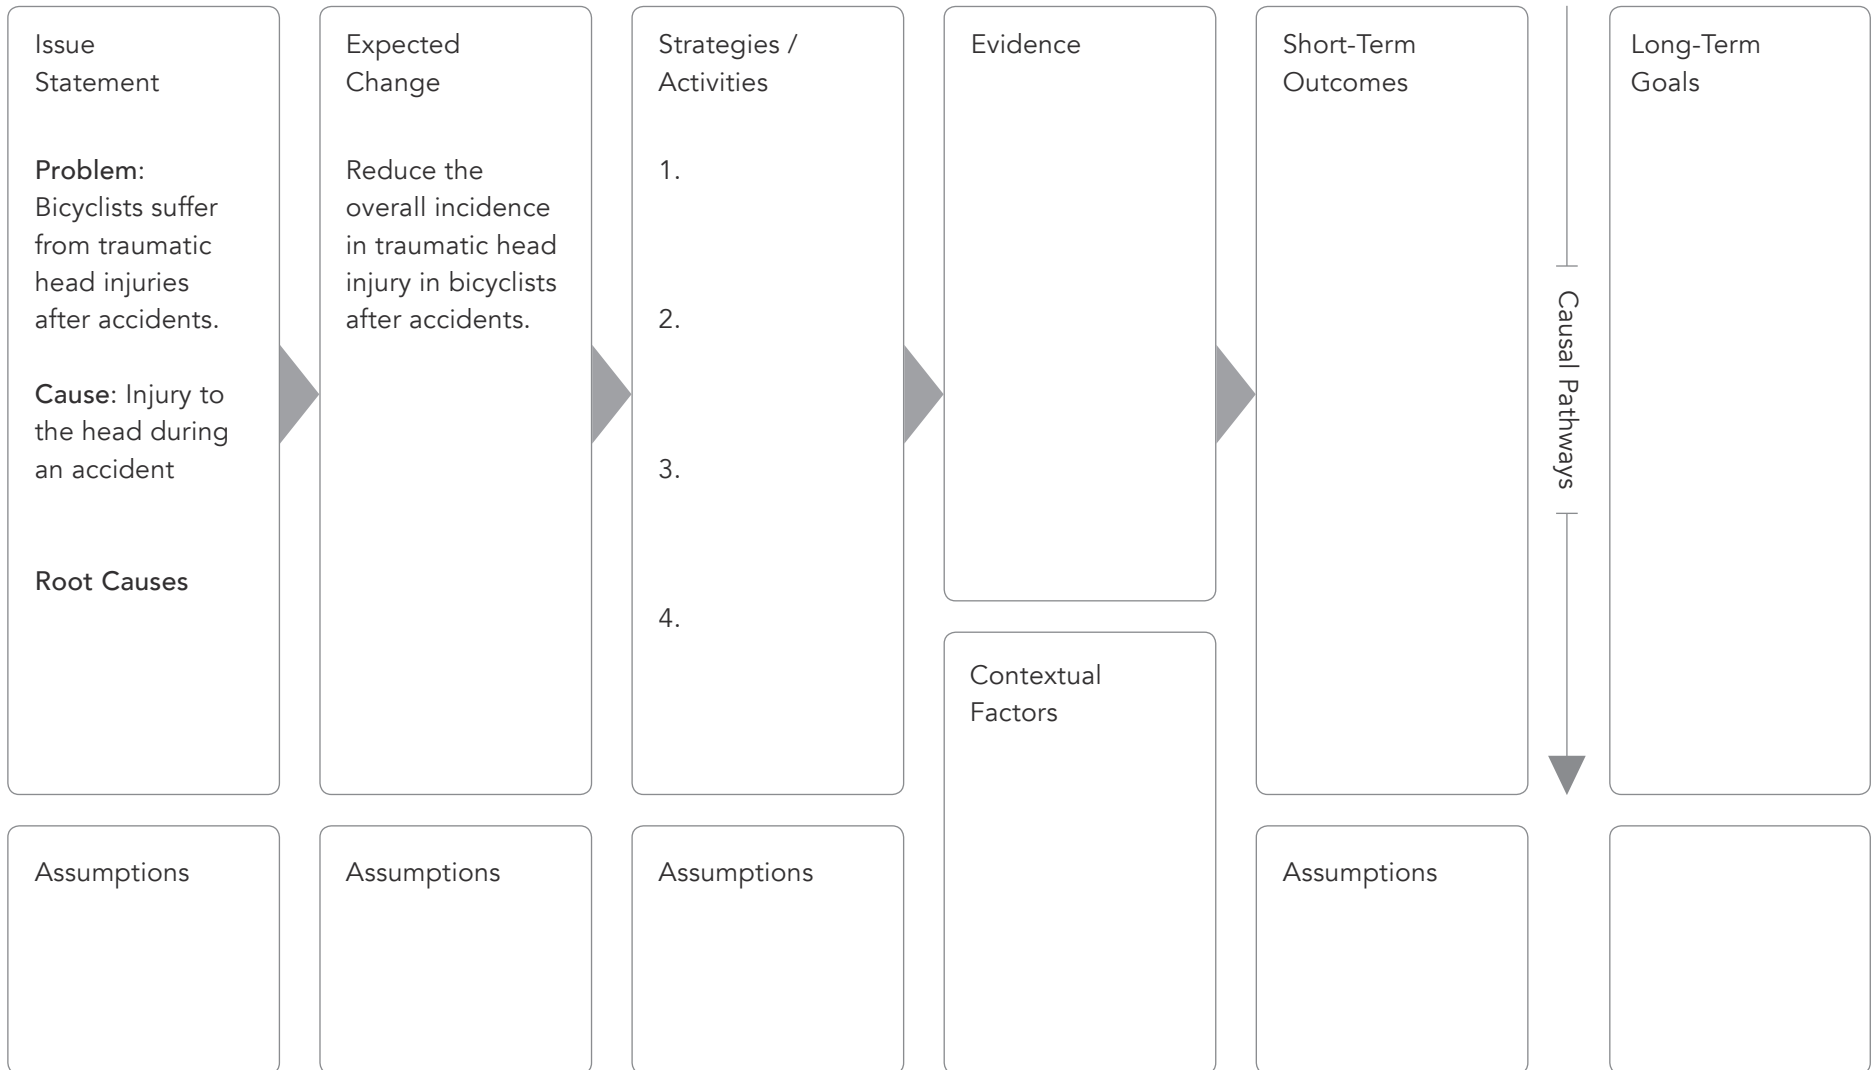 Issue
Statement
Problem:
Bicyclists suffer
from traumatic
head injuries
after accidents.
Cause: Injury to
the head during
an accident
Root Causes
Assumptions
Expected
Change
Reduce the
overall incidence
in traumatic head
injury in bicyclists
after accidents.
Assumptions
Strategies /
Activities
1.
2.
3.
4.
Assumptions
Evidence
Contextual
Factors
Short-Term
Outcomes
Assumptions
Causal Pathways
Long-Term
Goals